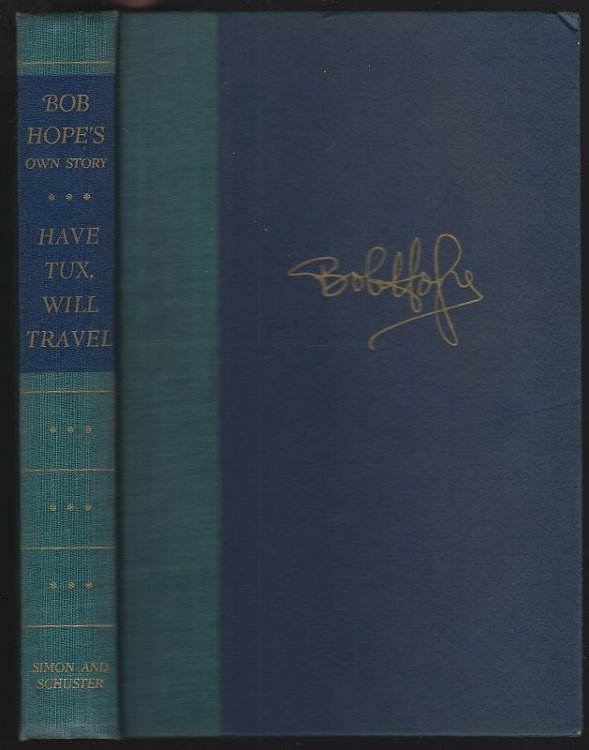 BOB
HOPE'S
OWN STORY
* * *
HAVE
TUX,
WILL
TRAVEL
* * *
* * *
* * *
SIMON AND
SCHUSTER
Bob Hope